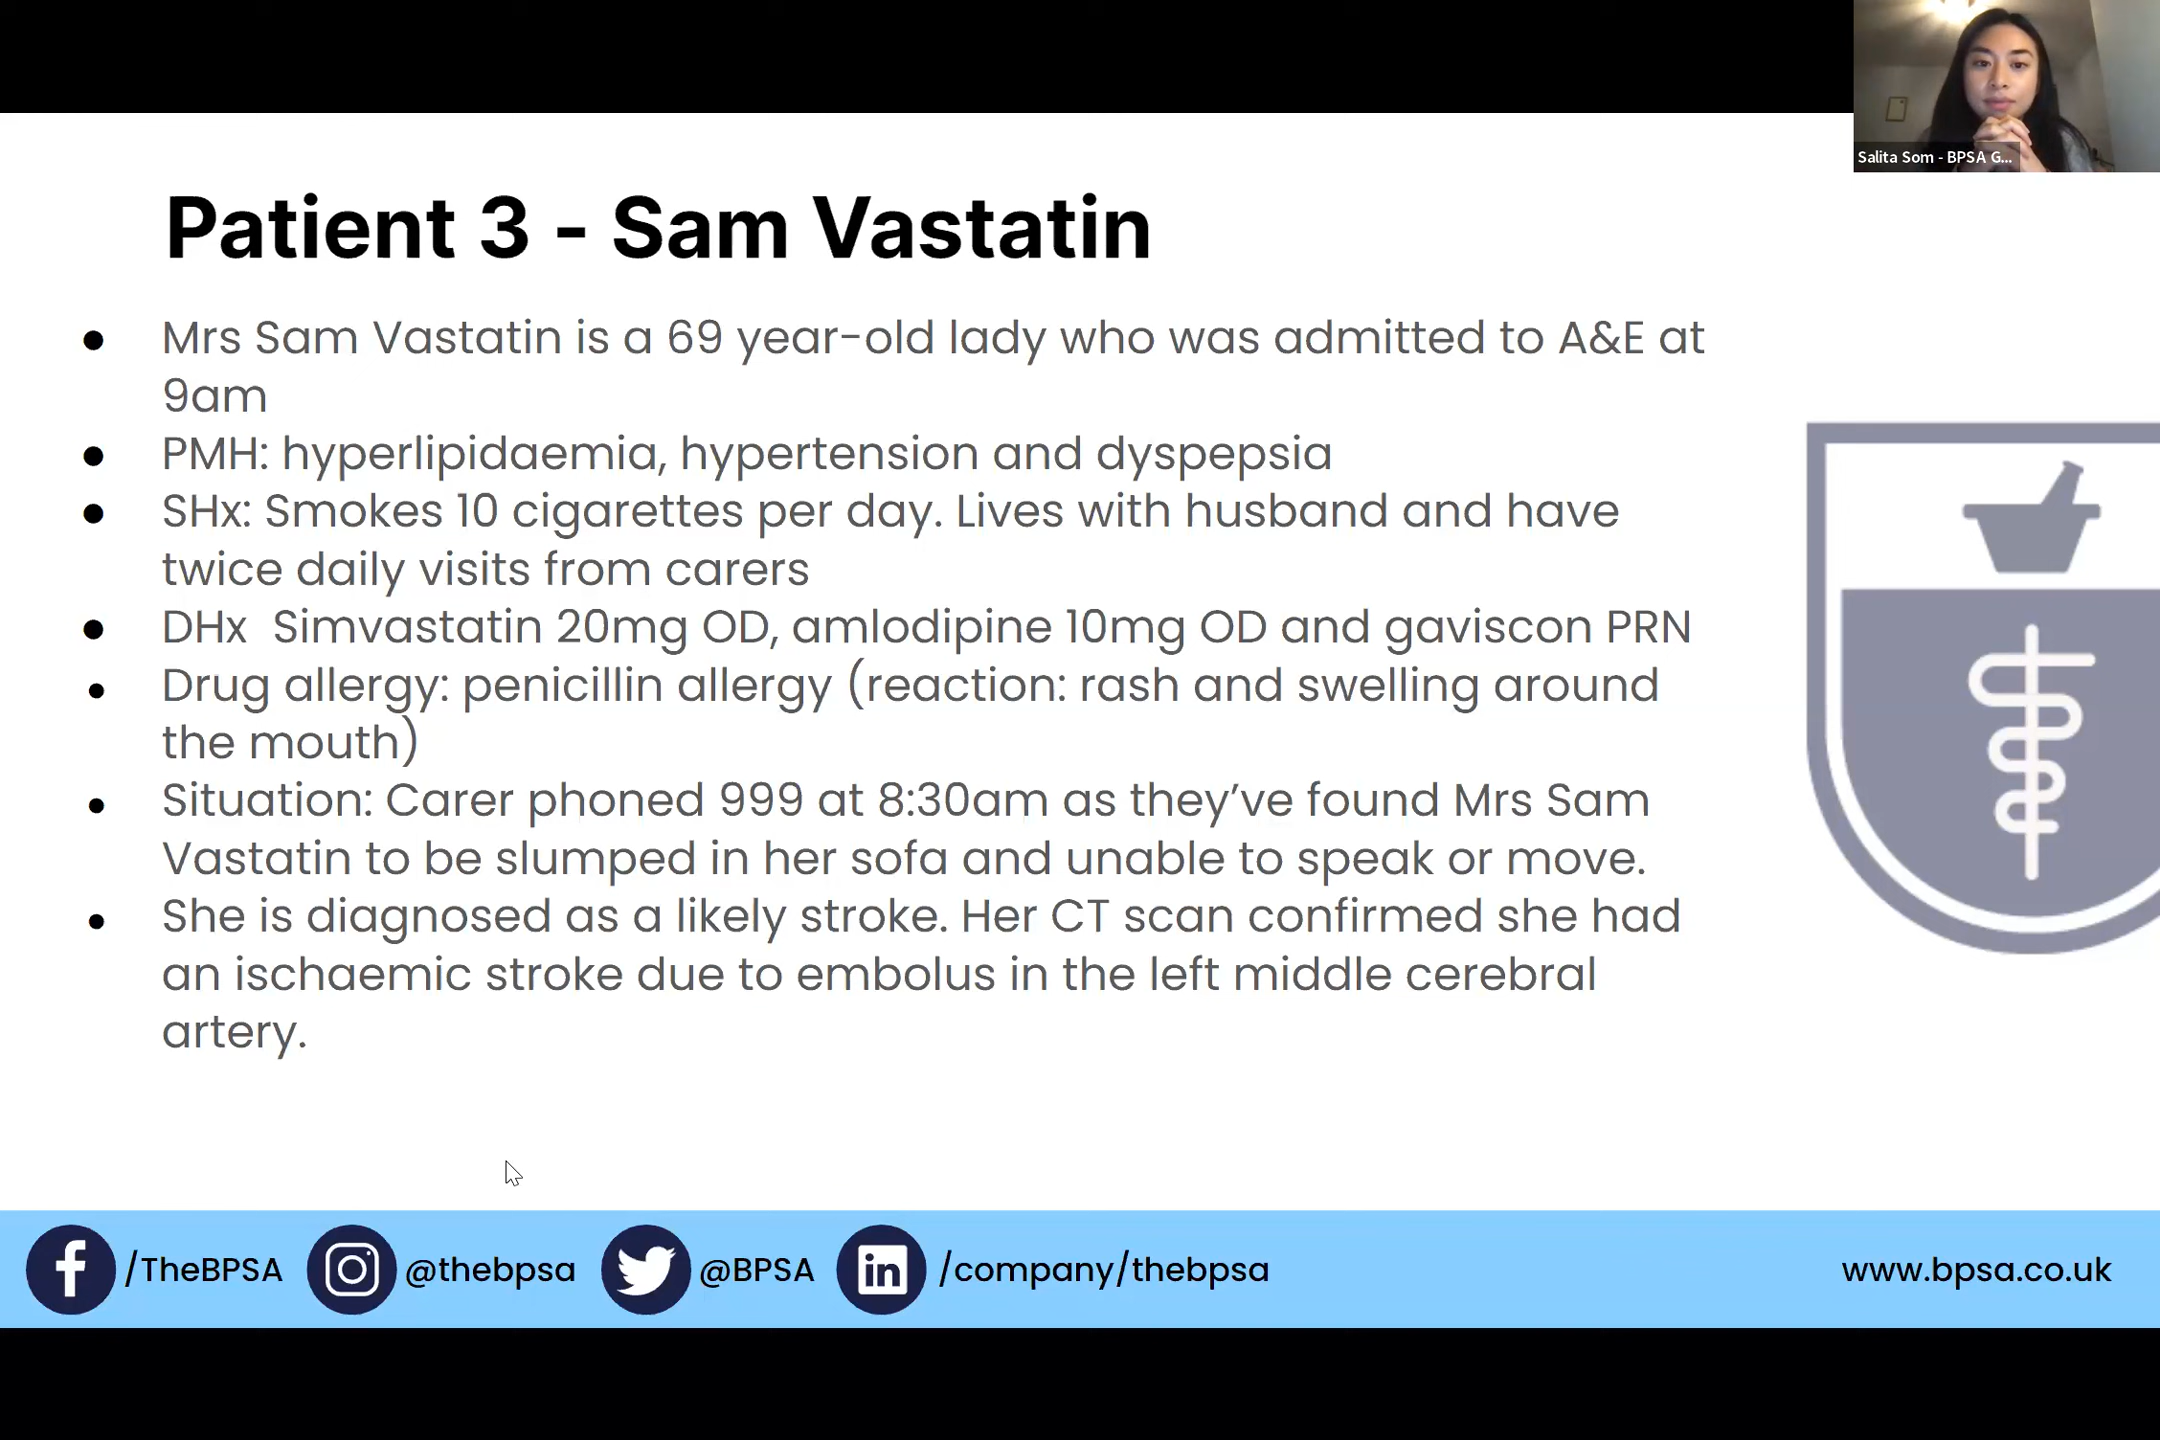 Salita Som - BPSA G...
Patient 3 - Sam Vastatin
● Mrs Sam Vastatin is a 69 year-old lady who was admitted to A&E at
9am
● PMH: hyperlipidaemia, hypertension and dyspepsia
● SHx: Smokes 10 cigarettes per day. Lives with husband and have
twice daily visits from carers
● DHx  Simvastatin 20mg OD, amlodipine 10mg OD and gaviscon PRN
● Drug allergy: penicillin allergy (reaction: rash and swelling around
the mouth)
● Situation: Carer phoned 999 at 8:30am as they’ve found Mrs Sam
Vastatin to be slumped in her sofa and unable to speak or move.
● She is diagnosed as a likely stroke. Her CT scan confirmed she had
an ischaemic stroke due to embolus in the left middle cerebral
artery.
/TheBPSA @thebpsa @BPSA /company/thebpsa www.bpsa.co.uk